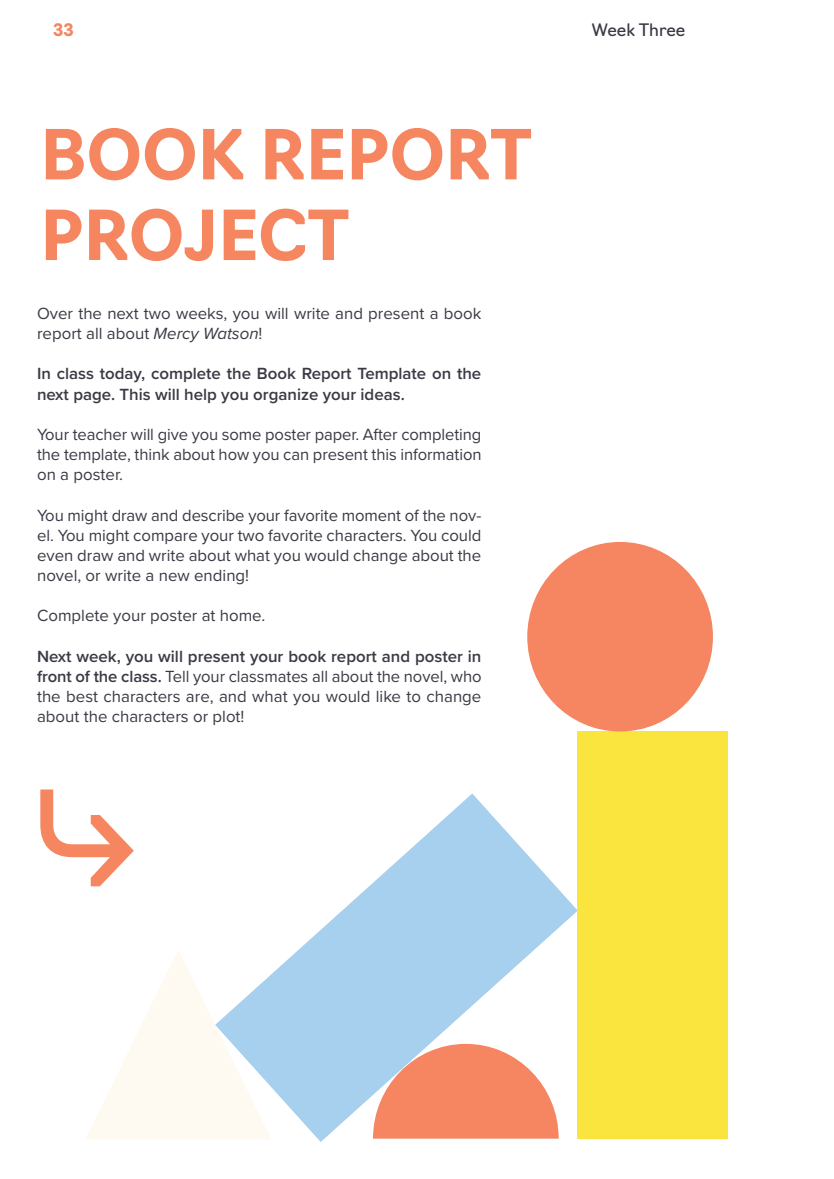 33
Week Three
BOOK REPORT
PROJECT
Over the next two weeks, you will write and present a book
report all about Mercy Watson!
In class today, complete the Book Report Template on the
next page. This will help you organize your ideas.
Your teacher will give you some poster paper. After completing
the template, think about how you can present this information
on a poster.
You might draw and describe your favorite moment of the nov-
el. You might compare your two favorite characters. You could
even draw and write about what you would change about the
novel, or write a new ending!
Complete your poster at home.
Next week, you will present your book report and poster in
front of the class. Tell your classmates all about the novel, who
the best characters are, and what you would like to change
about the characters or plot!